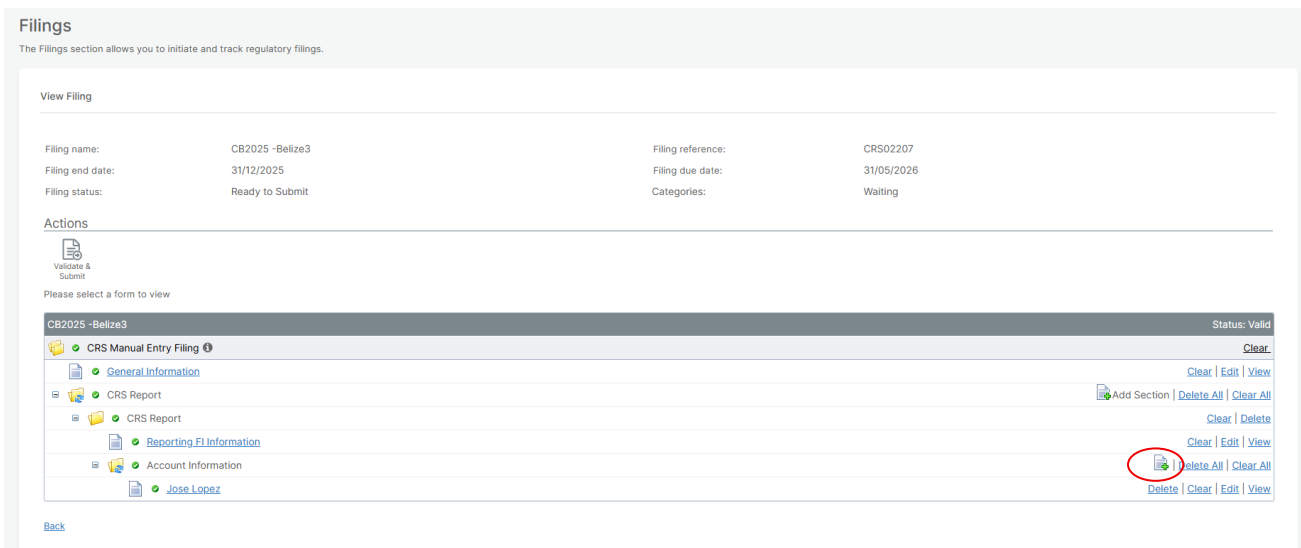 Filings
The Filings section allows you to initiate and track regulatory filings.
View Filing
Filing name: CB2025 -Belize3 Filing reference: CRS02207
Filing end date: 31/12/2025 Filing due date: 31/05/2026
Filing status: Ready to Submit Categories: Waiting
Actions
Validate &
Submit
Please select a form to view
CB2025 -Belize3 Status: Valid
CRS Manual Entry Filing Clear
General Information Clear | Edit | View
CRS Report Add Section | Delete All | Clear All
CRS Report Clear | Delete
Reporting FI Information Clear | Edit | View
Account Information | Delete All | Clear All
Jose Lopez Delete | Clear | Edit | View
Back